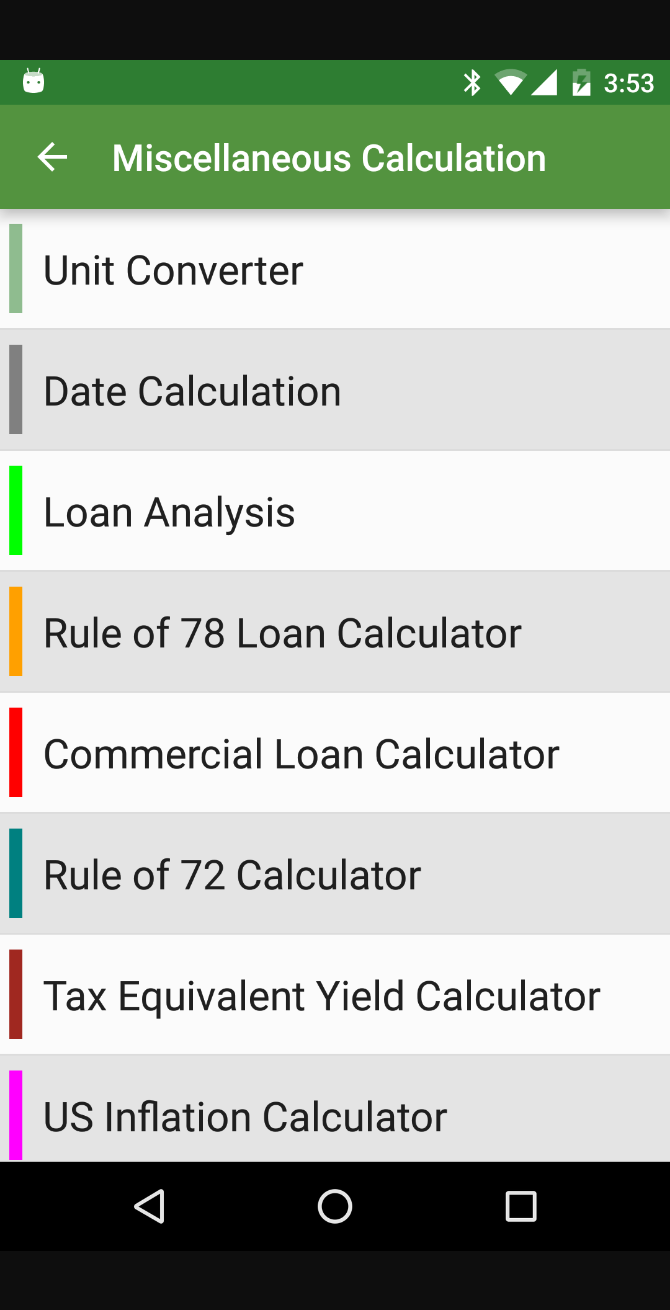 3:53
Miscellaneous Calculation
Unit Converter
Date Calculation
Loan Analysis
Rule of 78 Loan Calculator
Commercial Loan Calculator
Rule of 72 Calculator
Tax Equivalent Yield Calculator
US Inflation Calculator